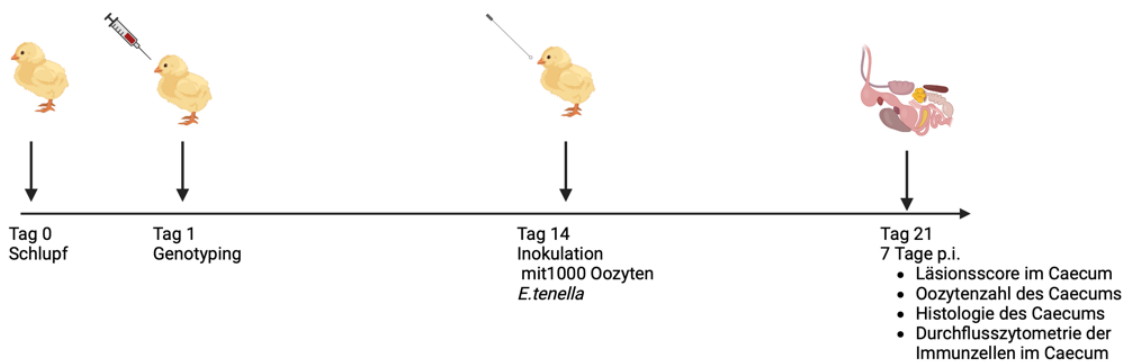 Tag 0
Schlupf
Tag 1
Genotyping
Tag 14
Inokulation
mit1000 Oozyten
E.tenella
Tag 21
7 Tage p.i.
• Läsionsscore im Caecum
• Oozytenzahl des Caecums
• Histologie des Caecums
• Durchflusszytometrie der
Immunzellen im Caecum